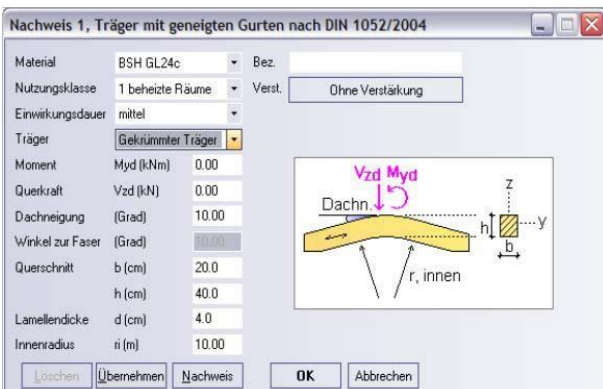 Nachweis 1, Träger mit geneigten Gurten nach DIN 1052/2004
Material BSH GL24c Bez.
Nutzungsklasse 1 beheizte Räume Verst. Ohne Verstärkung
Einwirkungsdauer mittel
Träger Gekrümmter Träger
Moment Myd (kNm) 0.00
Querkraft Vzd (kN) 0.00
Dachneigung (Grad) 10.00
Winkel zur Faser (Grad) 10.00
Querschnitt b (cm) 20.0
h (cm) 40.0
Lamellendicke d (cm) 4.0
Innenradius ri (m) 10.00
Vzd Myd
Dachn.
z
h
y
b
r, innen
Löschen Übernehmen Nachweis OK Abbrechen